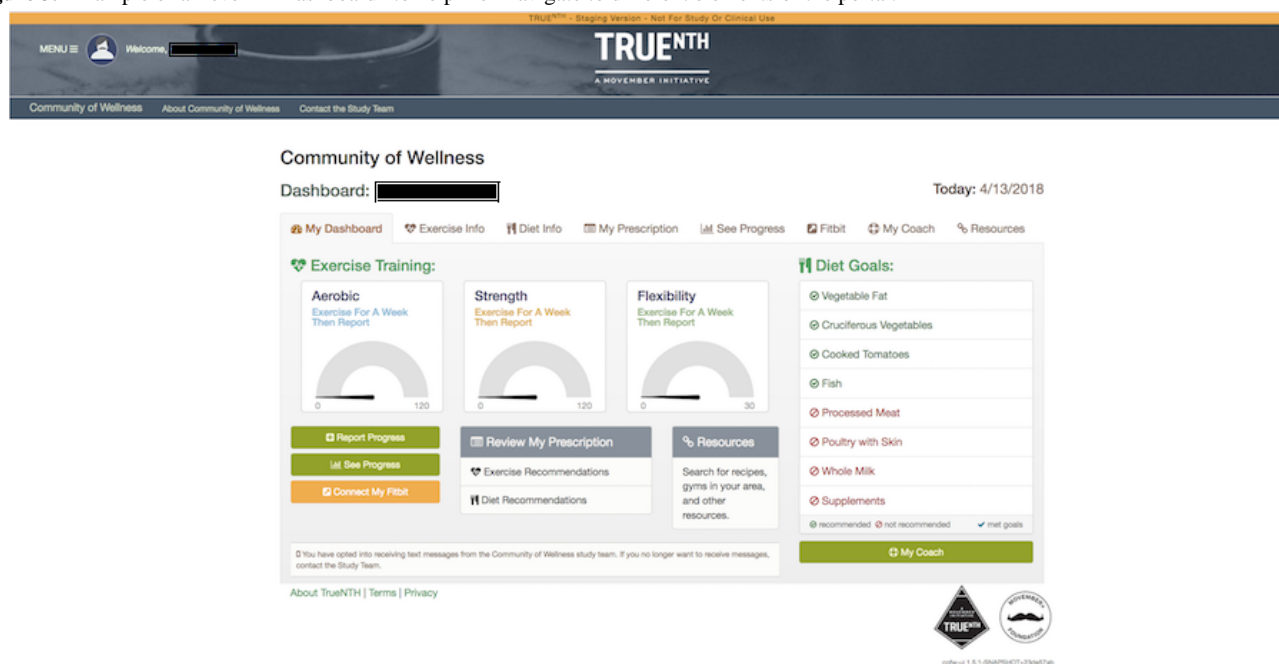 TRUENTH - Staging Version - Not For Study Or Clinical Use
MENU Welcome,
TRUENTH
A MOVEMBER INITIATIVE
Community of Wellness About Community of Wellness Contact the Study Team
Community of Wellness
Dashboard:
Today: 4/13/2018
My Dashboard Exercise Info Diet Info My Prescription See Progress Fitbit My Coach Resources
Exercise Training:
Aerobic
Exercise For A Week
Then Report
0 120
Strength
Exercise For A Week
Then Report
0 120
Flexibility
Exercise For A Week
Then Report
0 30
Report Progress
See Progress
Connect My Fitbit
Review My Prescription
Exercise Recommendations
Diet Recommendations
Resources
Search for recipes,
gyms in your area,
and other
resources.
Diet Goals:
Vegetable Fat
Cruciferous Vegetables
Cooked Tomatoes
Fish
Processed Meat
Poultry with Skin
Whole Milk
Supplements
recommended not recommended met goals
My Coach
You have opted into receiving text messages from the Community of Wellness study team. If you no longer want to receive messages,
contact the Study Team.
About TrueNTH | Terms | Privacy
TRUENTH
MOVEMBER
FOUNDATION